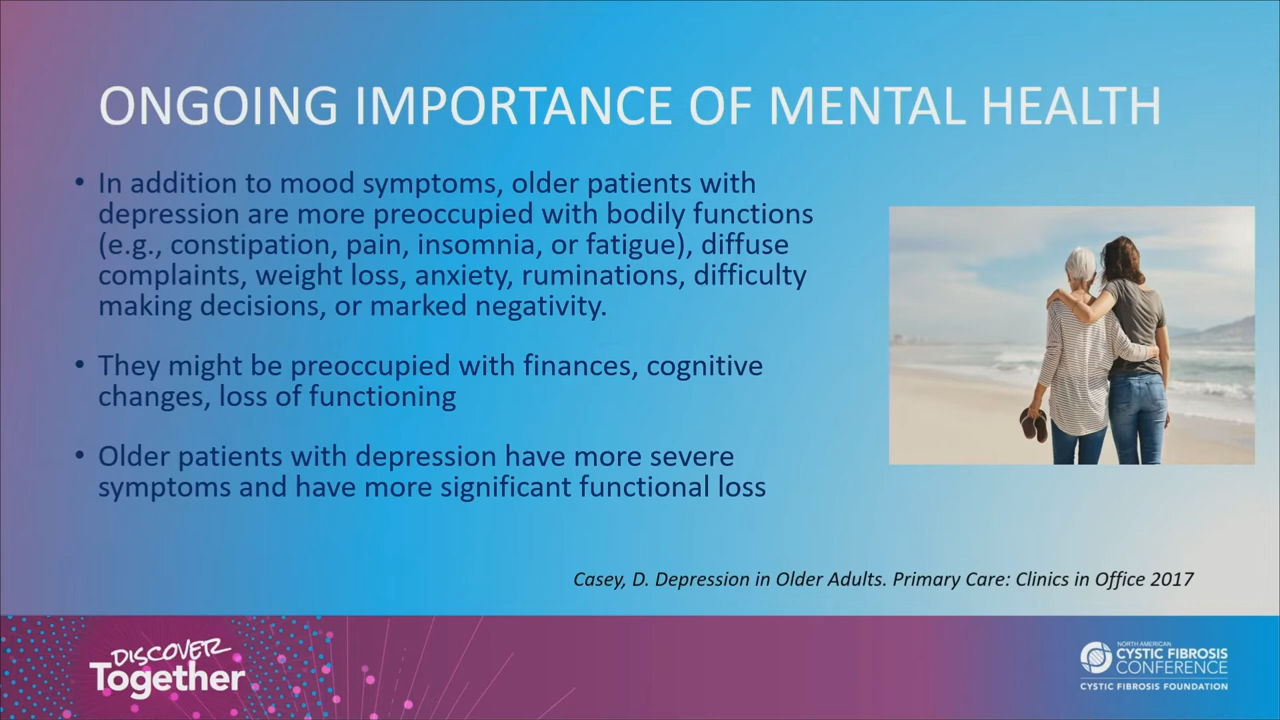 ONGOING IMPORTANCE OF MENTAL HEALTH
• In addition to mood symptoms, older patients with
depression are more preoccupied with bodily functions
(e.g., constipation, pain, insomnia, or fatigue), diffuse
complaints, weight loss, anxiety, ruminations, difficulty
making decisions, or marked negativity.
• They might be preoccupied with finances, cognitive
changes, loss of functioning
• Older patients with depression have more severe
symptoms and have more significant functional loss
Casey, D. Depression in Older Adults. Primary Care: Clinics in Office 2017
DISCOVER
Together
NORTH AMERICAN
CYSTIC FIBROSIS
CONFERENCE
CYSTIC FIBROSIS FOUNDATION